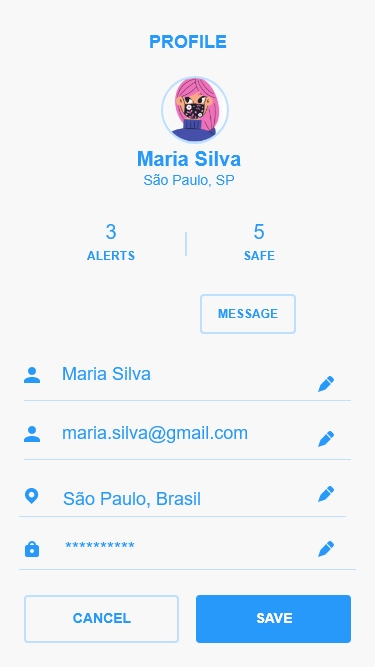 PROFILE
Maria Silva
São Paulo, SP
3 5
ALERTS SAFE
MESSAGE
Maria Silva
maria.silva@gmail.com
São Paulo, Brasil
**********
CANCEL SAVE